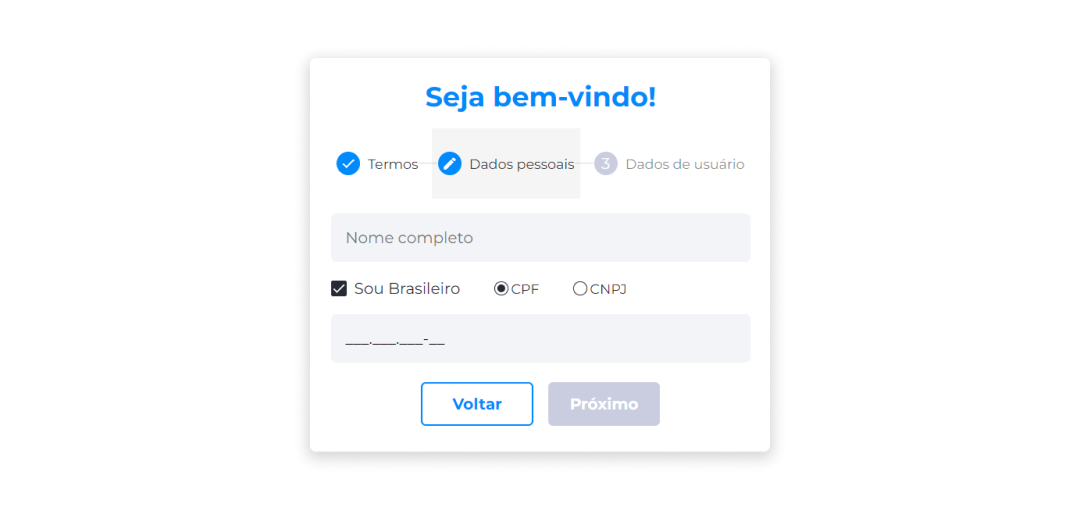 Seja bem-vindo!
Termos Dados pessoais 3 Dados de usuário
Nome completo
Sou Brasileiro CPF CNPJ
___.___.___-__
Voltar Próximo